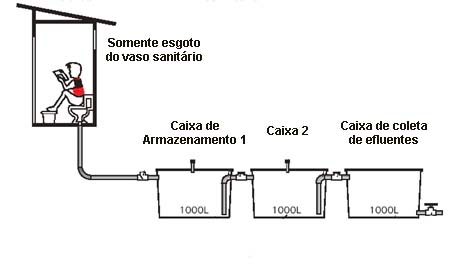 Somente esgoto
do vaso sanitário
Caixa de
Armazenamento 1
Caixa 2
Caixa de coleta
de efluentes
1000L
1000L
1000L